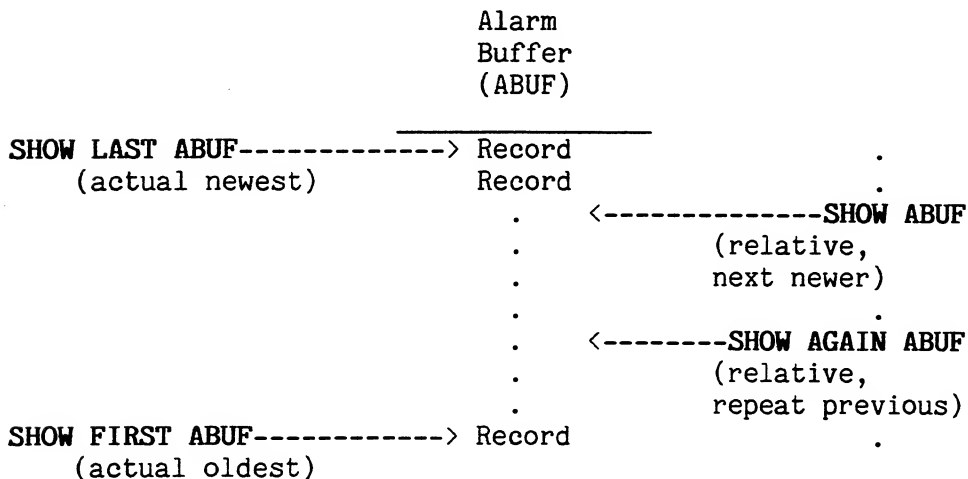 Alarm
Buffer
(ABUF)
SHOW LAST ABUF-------------> Record .
(actual newest) Record .
. <--------------SHOW ABUF
. (relative,
. next newer)
. .
. <--------SHOW AGAIN ABUF
. (relative,
. repeat previous)
SHOW FIRST ABUF------------> Record .
(actual oldest)